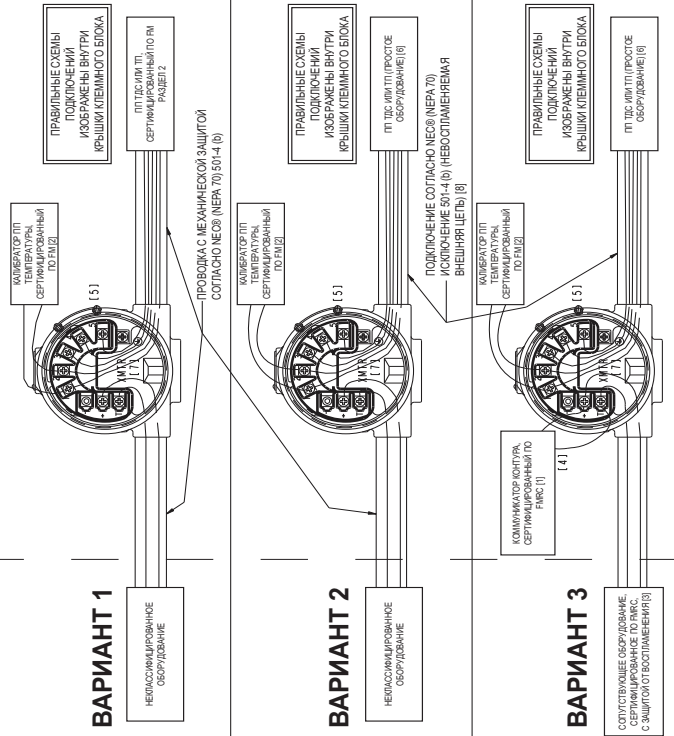 ВАРИАНТ 1
НЕКЛАССИФИЦИРОВАННОЕ
ОБОРУДОВАНИЕ
КАЛИБРАТОР ПП
ТЕМПЕРАТУРЫ,
СЕРТИФИЦИРОВАННЫЙ
ПО FM [2]
ПРАВИЛЬНЫЕ СХЕМЫ
ПОДКЛЮЧЕНИЙ
ИЗОБРАЖЕНЫ ВНУТРИ
КРЫШКИ КЛЕММНОГО БЛОКА
ПП ТДС ИЛИ ТП,
СЕРТИФИЦИРОВАННЫЙ ПО FM
РАЗДЕЛ 2
XMTR
[7]
[5]
ПРОВОДКА С МЕХАНИЧЕСКОЙ ЗАЩИТОЙ
СОГЛАСНО NEC® (NEPA 70) 501-4 (b)
ВАРИАНТ 2
НЕКЛАССИФИЦИРОВАННОЕ
ОБОРУДОВАНИЕ
КАЛИБРАТОР ПП
ТЕМПЕРАТУРЫ,
СЕРТИФИЦИРОВАННЫЙ
ПО FM [2]
ПРАВИЛЬНЫЕ СХЕМЫ
ПОДКЛЮЧЕНИЙ
ИЗОБРАЖЕНЫ ВНУТРИ
КРЫШКИ КЛЕММНОГО БЛОКА
ПП ТДС ИЛИ ТП (ПРОСТОЕ
ОБОРУДОВАНИЕ) [6]
XMTR
[7]
[5]
ПОДКЛЮЧЕНИЕ СОГЛАСНО NEC® (NEPA 70)
ИСКЛЮЧЕНИЕ 501-4 (b) (НЕВОСПЛАМЕНЯЕМАЯ
ВНЕШНЯЯ ЦЕПЬ) [8]
ВАРИАНТ 3
СОПУТСТВУЮЩЕЕ ОБОРУДОВАНИЕ,
СЕРТИФИЦИРОВАННОЕ ПО FMRC,
С ЗАЩИТОЙ ОТ ВОСПЛАМЕНЕНИЯ [3]
КОММУНИКАТОР КОНТУРА,
СЕРТИФИЦИРОВАННЫЙ ПО
FMRC [1]
[4]
КАЛИБРАТОР ПП
ТЕМПЕРАТУРЫ,
СЕРТИФИЦИРОВАННЫЙ
ПО FM [2]
ПРАВИЛЬНЫЕ СХЕМЫ
ПОДКЛЮЧЕНИЙ
ИЗОБРАЖЕНЫ ВНУТРИ
КРЫШКИ КЛЕММНОГО БЛОКА
ПП ТДС ИЛИ ТП (ПРОСТОЕ
ОБОРУДОВАНИЕ) [6]
XMTR
[7]
[5]